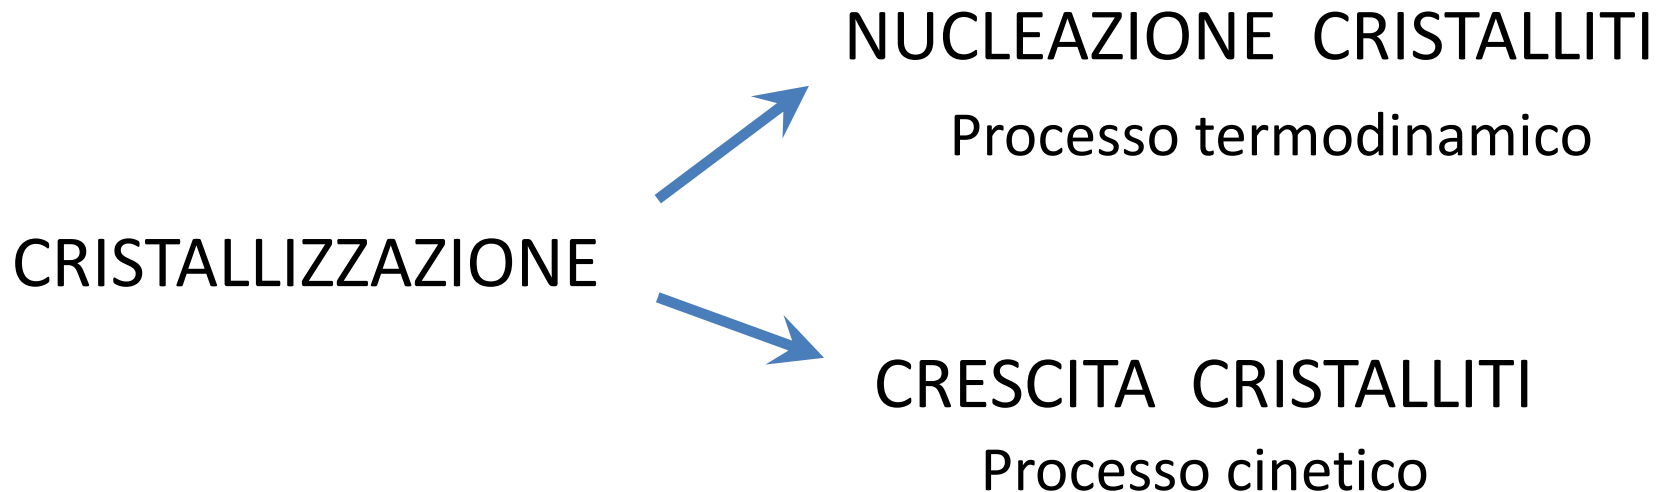 NUCLEAZIONE CRISTALLITI
Processo termodinamico
CRISTALLIZZAZIONE
CRESCITA CRISTALLITI
Processo cinetico